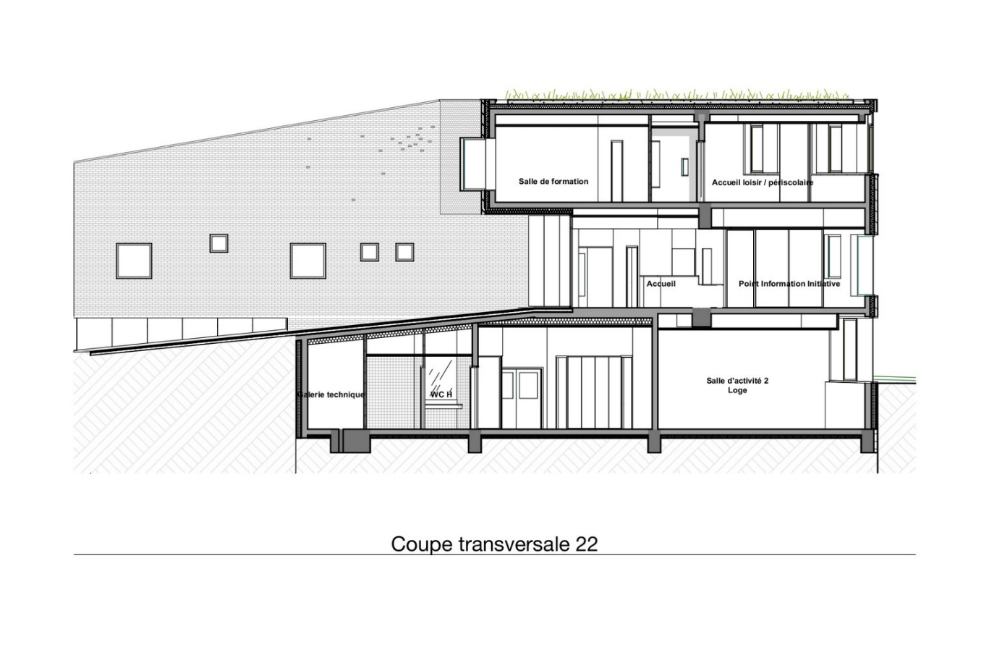 Salle de formation
Accueil loisir / périscolaire
Accueil
Point Information Initiative
Salle d'activité 2
Loge
Galerie technique
WC H
Coupe transversale 22